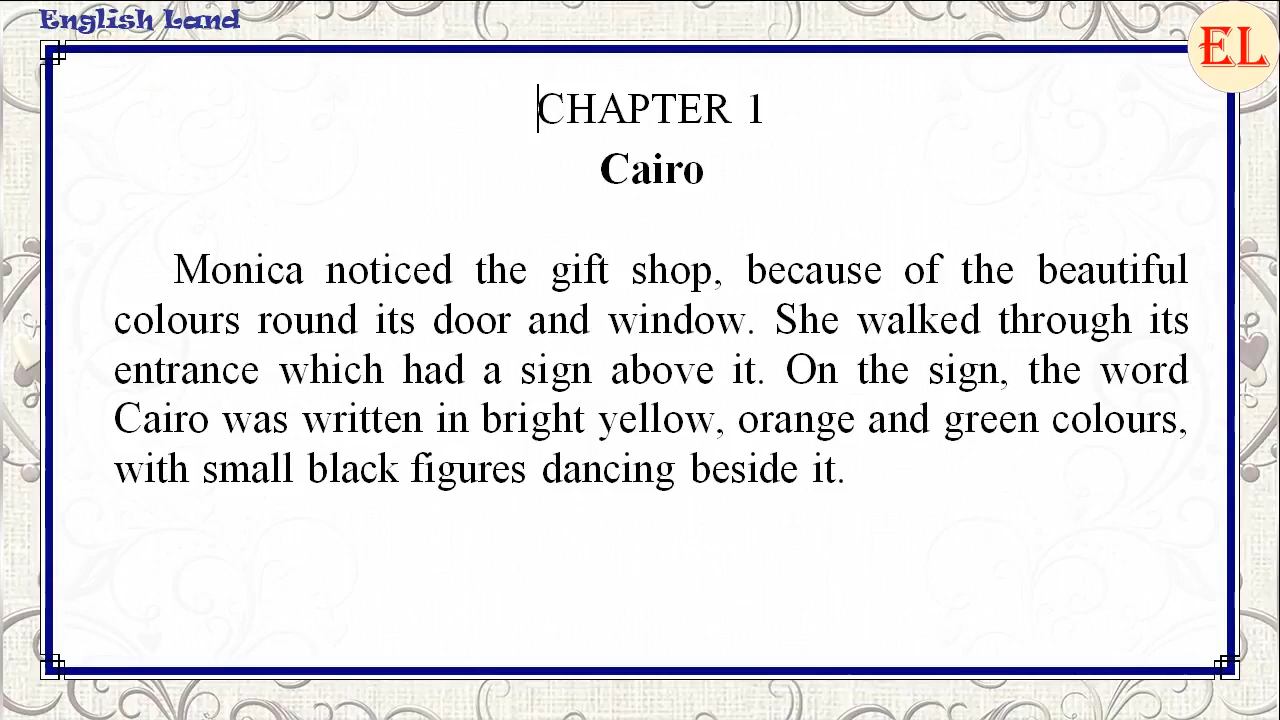 English Land
EL
CHAPTER 1
Cairo
Monica noticed the gift shop, because of the beautiful
colours round its door and window. She walked through its
entrance which had a sign above it. On the sign, the word
Cairo was written in bright yellow, orange and green colours,
with small black figures dancing beside it.